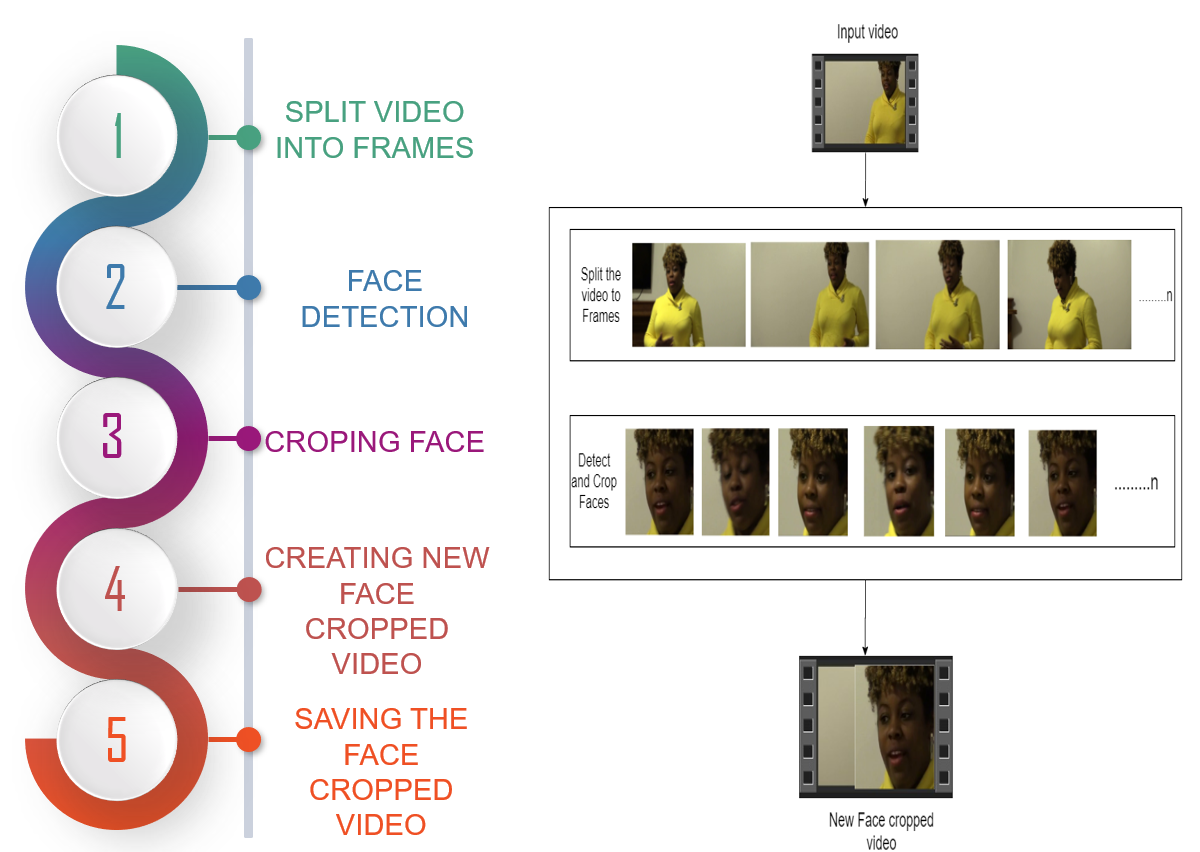 1
SPLIT VIDEO
INTO FRAMES
2
FACE
DETECTION
3
CROPING FACE
4
CREATING NEW
FACE
CROPPED
VIDEO
5
SAVING THE
FACE
CROPPED
VIDEO
Input video
Split the
video to
Frames
.........n
Detect
and Crop
Faces
.........n
New Face cropped
video